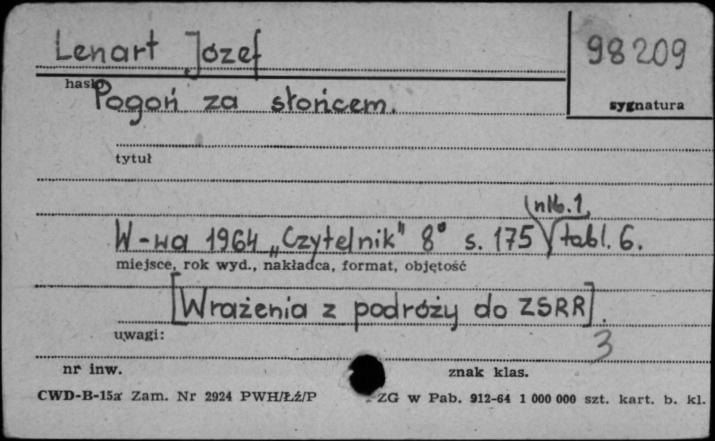 Lenart Józef
98209
hasło
sygnatura
Pogoń za słońcem.
tytuł
nlb. 1,
W-wa 1964 „Czytelnik" 8° s. 175 tabl. 6.
miejsce, rok wyd., nakładca, format, objętość
[Wrażenia z podróży do ZSRR].
uwagi:
3
nr inw.
znak klas.
CWD-B-15a Zam. Nr 2924 PWH/Łź/P ZG w Pab. 912-64 1 000 000 szt. kart. b. kl.